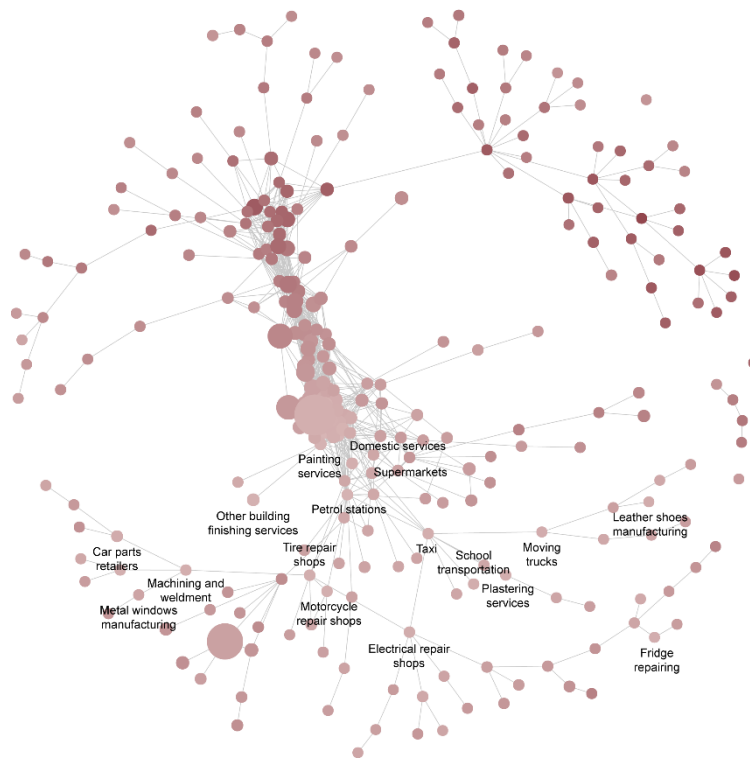 Domestic services
Painting
services
Supermarkets
Petrol stations
Other building
finishing services
Leather shoes
manufacturing
Tire repair
shops
Taxi
Moving
trucks
Car parts
retailers
School
transportation
Machining and
weldment
Plastering
services
Metal windows
manufacturing
Motorcycle
repair shops
Electrical repair
shops
Fridge
repairing